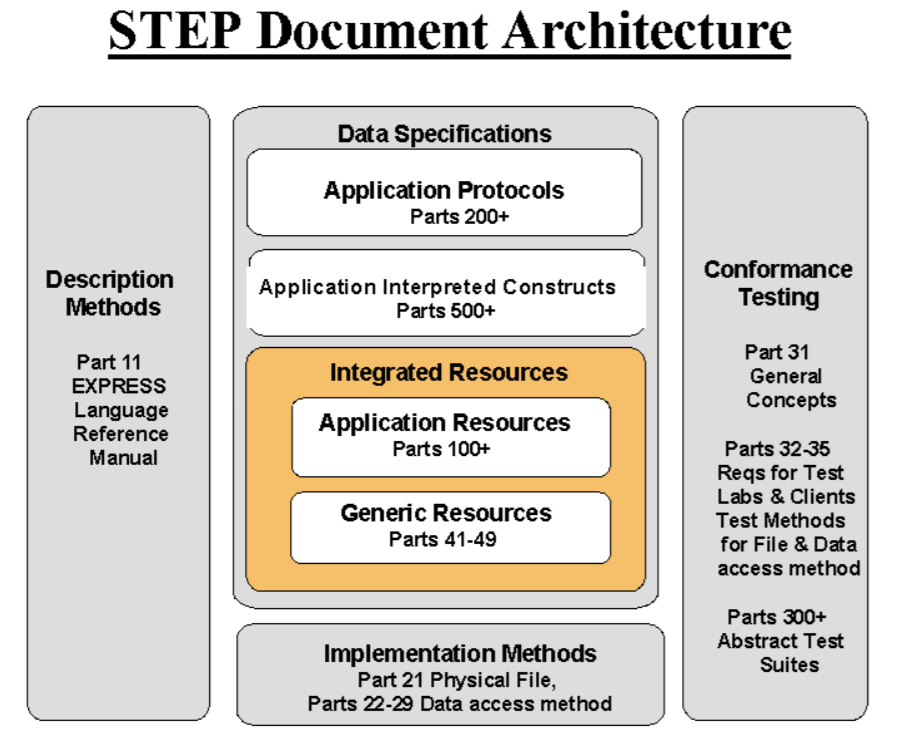 STEP Document Architecture
Description
Methods
Part 11
EXPRESS
Language
Reference
Manual
Data Specifications
Application Protocols
Parts 200+
Application Interpreted Constructs
Parts 500+
Integrated Resources
Application Resources
Parts 100+
Generic Resources
Parts 41-49
Implementation Methods
Part 21 Physical File,
Parts 22-29 Data access method
Conformance
Testing
Part 31
General
Concepts
Parts 32-35
Reqs for Test
Labs & Clients
Test Methods
for File & Data
access method
Parts 300+
Abstract Test
Suites